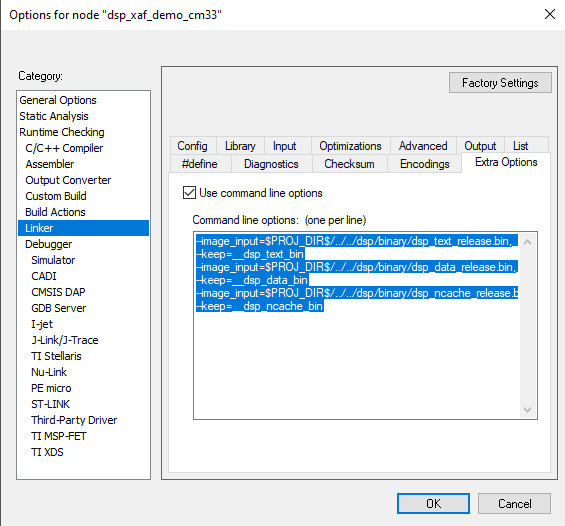 Options for node "dsp_xaf_demo_cm33"
Category:
General Options
Static Analysis
Runtime Checking
C/C++ Compiler
Assembler
Output Converter
Custom Build
Build Actions
Linker
Debugger
Simulator
CADI
CMSIS DAP
GDB Server
I-jet
J-Link/J-Trace
TI Stellaris
Nu-Link
PE micro
ST-LINK
Third-Party Driver
TI MSP-FET
TI XDS
Factory Settings
Config Library Input Optimizations Advanced Output List
#define Diagnostics Checksum Encodings Extra Options
Use command line options
Command line options: (one per line)
--image_input=$PROJ_DIR$/../../dsp/binary/dsp_text_release.bin,_
--keep=__dsp_text_bin
--image_input=$PROJ_DIR$/../../dsp/binary/dsp_data_release.bin,
--keep=__dsp_data_bin
--image_input=$PROJ_DIR$/../../dsp/binary/dsp_ncache_release.b
--keep=__dsp_ncache_bin
OK Cancel